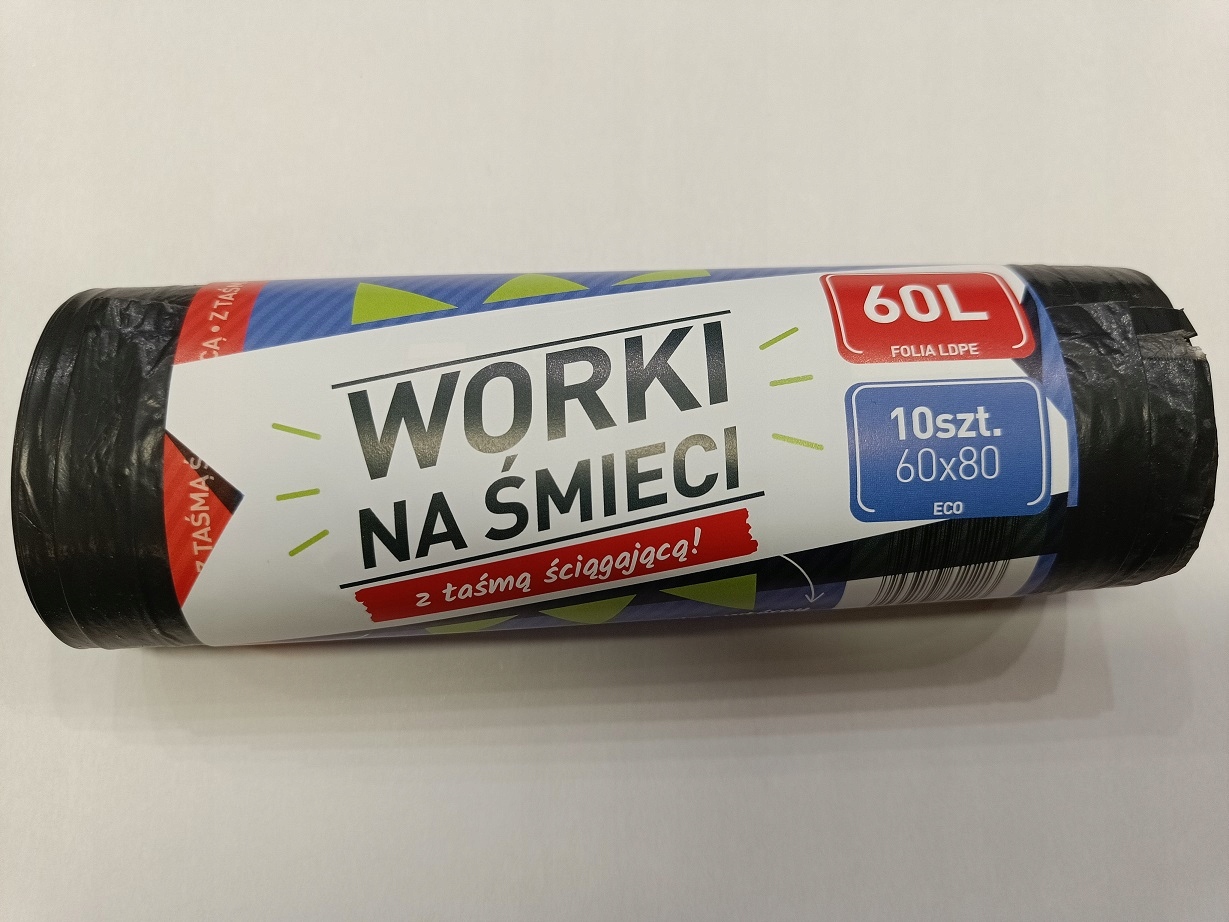 WORKI
NA ŚMIECI
z taśmą ściągającą!
60L
FOLIA LDPE
10szt.
60x80
ECO
Z TAŚMĄ